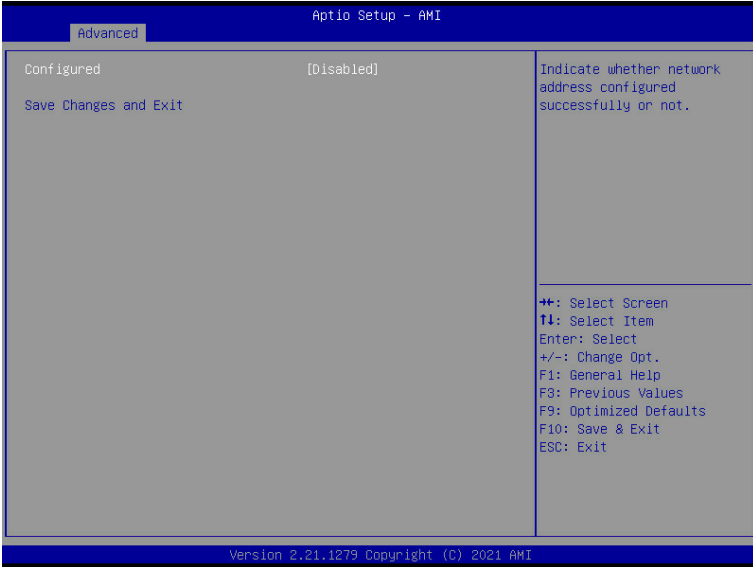 Aptio Setup – AMI
Advanced
Configured [Disabled]
Save Changes and Exit
Indicate whether network
address configured
successfully or not.
→←: Select Screen
↑↓: Select Item
Enter: Select
+/-: Change Opt.
F1: General Help
F3: Previous Values
F9: Optimized Defaults
F10: Save & Exit
ESC: Exit
Version 2.21.1279 Copyright (C) 2021 AMI